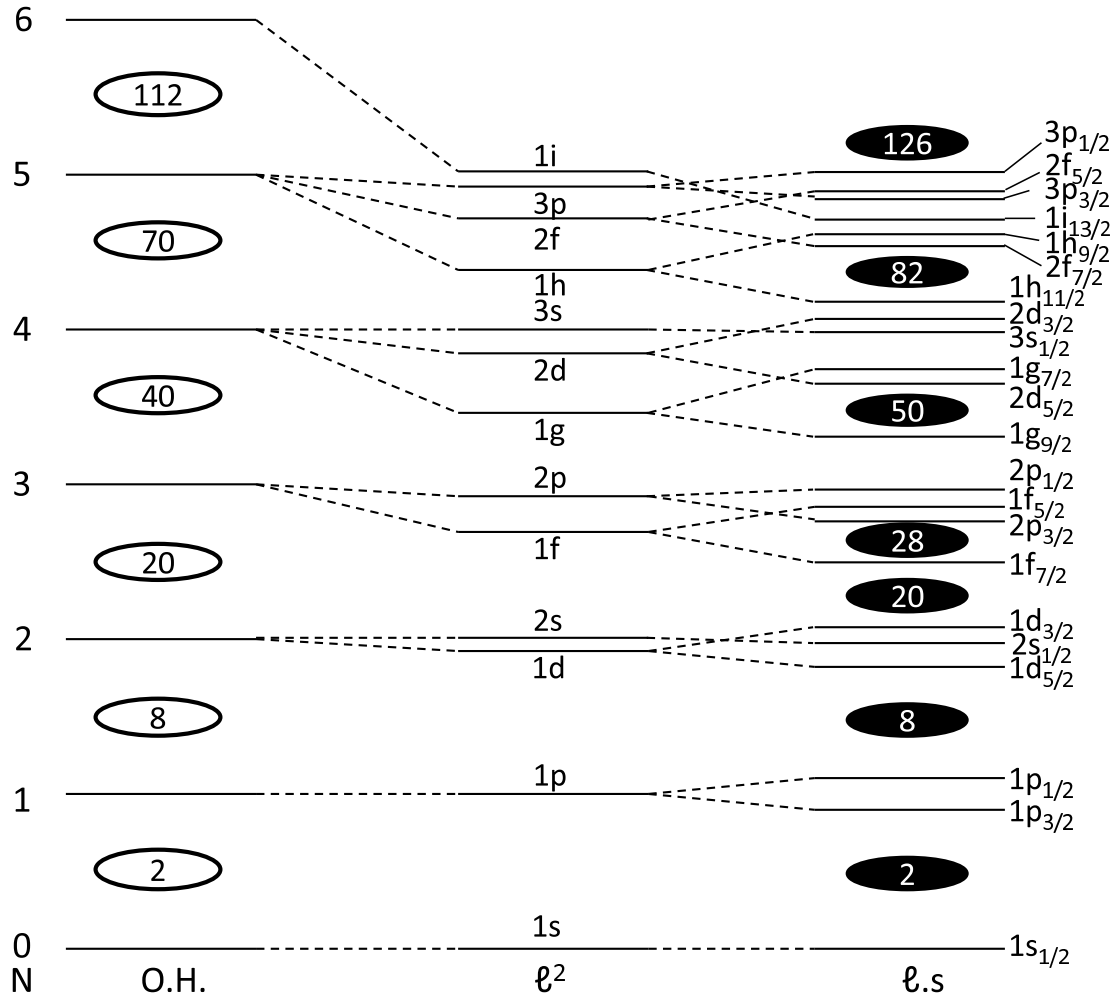 6
112
126
3p1/2
1i
2f5/2
5
3p
3p3/2
1i13/2
70
2f
1h9/2
82
2f7/2
1h
1h11/2
3s
2d3/2
4
3s1/2
2d
1g7/2
40
50
2d5/2
1g
1g9/2
3
2p
2p1/2
1f5/2
2p3/2
20
1f
28
1f7/2
20
2
2s
1d3/2
2s1/2
1d
1d5/2
8
8
1
1p
1p1/2
1p3/2
2
2
0
1s
1s1/2
N O.H. ℓ² ℓ.s